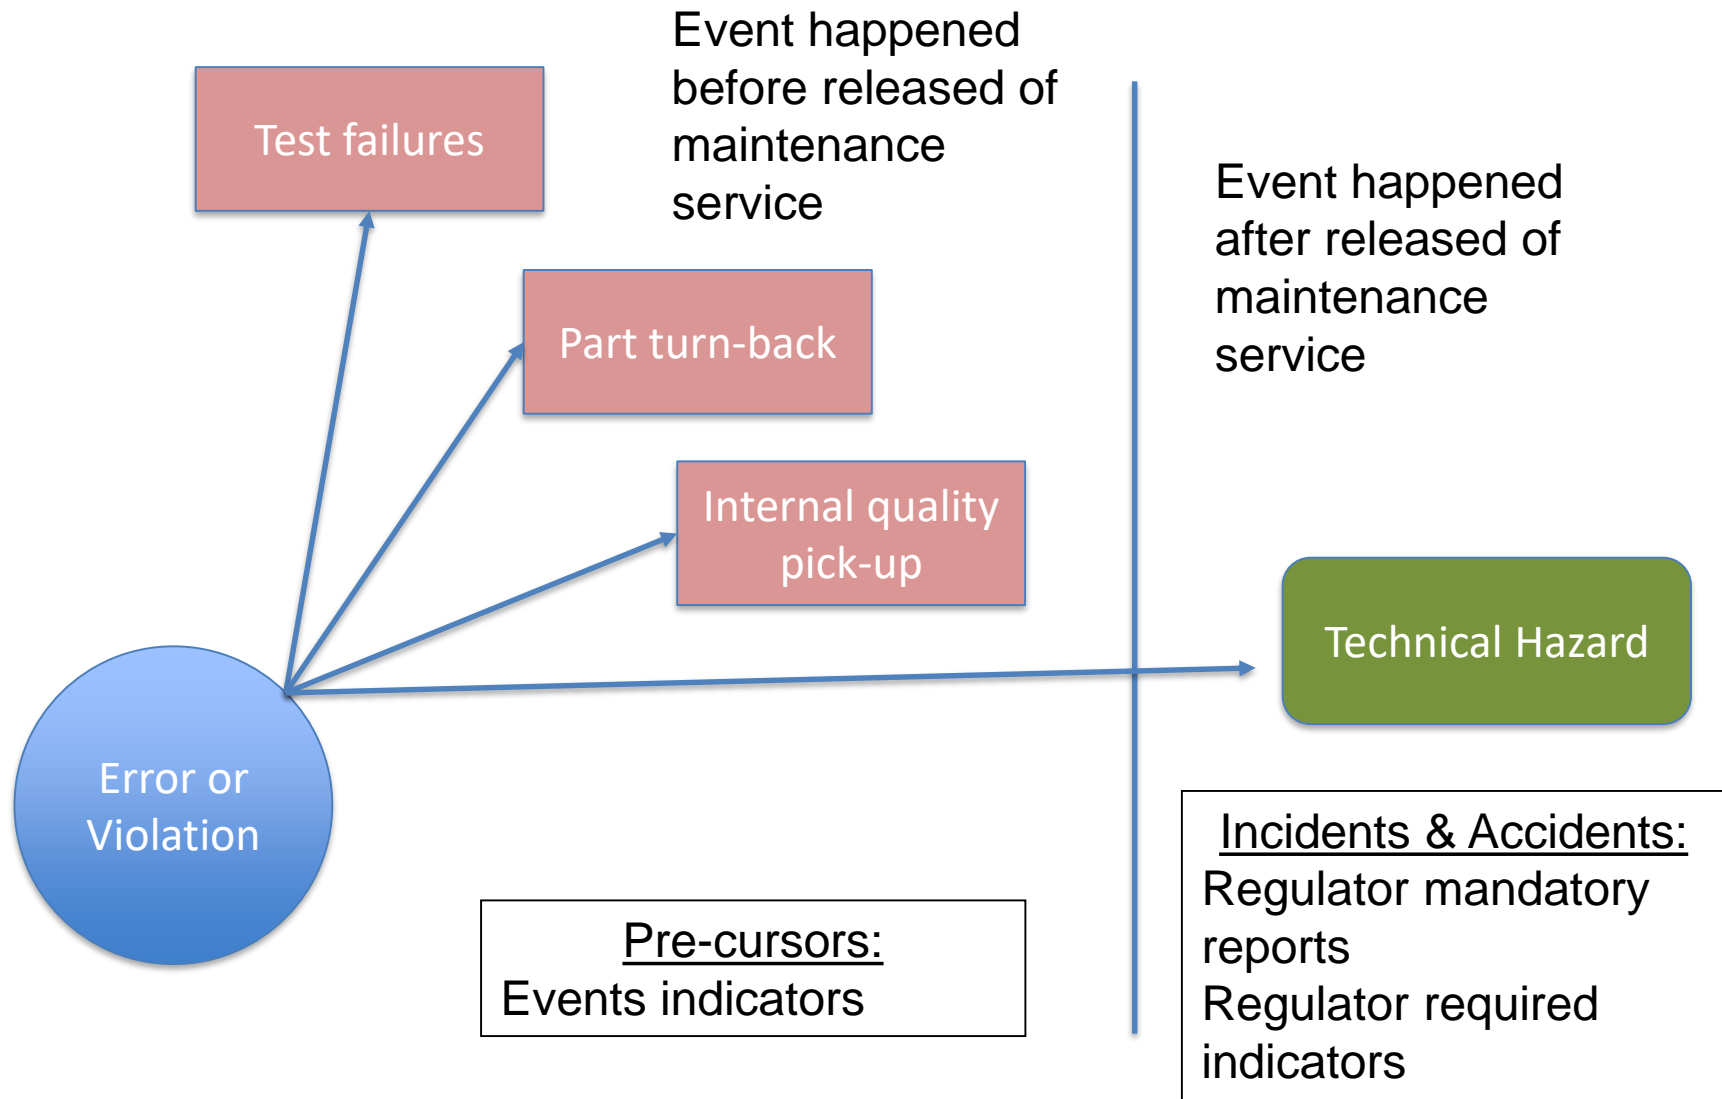 Event happened
before released of
maintenance
service
Test failures
Event happened
after released of
maintenance
service
Part turn-back
Internal quality
pick-up
Technical Hazard
Error or
Violation
Pre-cursors:
Events indicators
Incidents & Accidents:
Regulator mandatory
reports
Regulator required
indicators